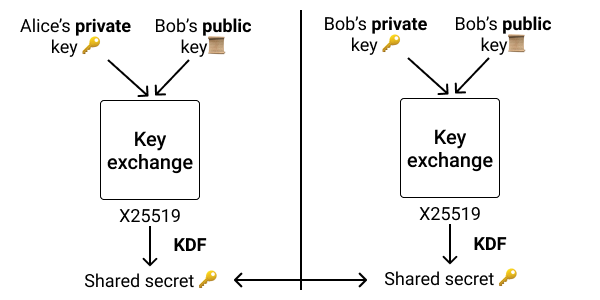 Alice's private
key 🔑
Bob's public
key📜
Key
exchange
X25519
KDF
Shared secret 🔑
Bob's private
key 🔑
Bob's public
key📜
Key
exchange
X25519
KDF
Shared secret 🔑